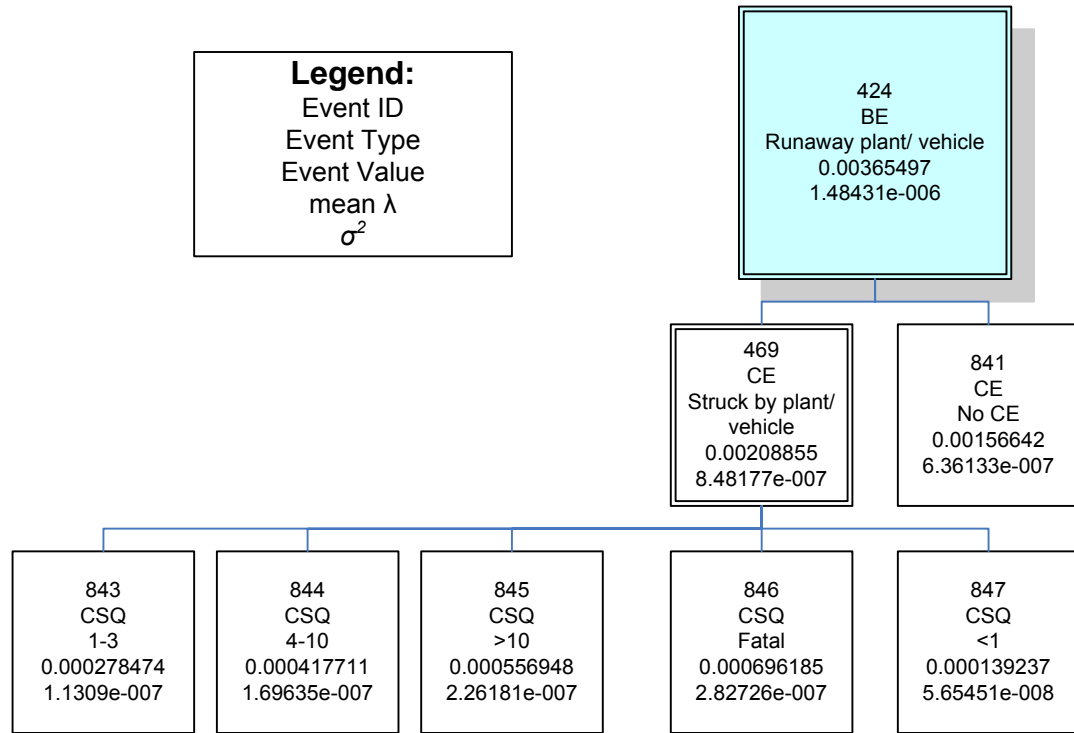 Legend:
Event ID
Event Type
Event Value
mean λ
σ²
424
BE
Runaway plant/ vehicle
0.00365497
1.48431e-006
469
CE
Struck by plant/
vehicle
0.00208855
8.48177e-007
841
CE
No CE
0.00156642
6.36133e-007
843
CSQ
1-3
0.000278474
1.1309e-007
844
CSQ
4-10
0.000417711
1.69635e-007
845
CSQ
>10
0.000556948
2.26181e-007
846
CSQ
Fatal
0.000696185
2.82726e-007
847
CSQ
<1
0.000139237
5.65451e-008